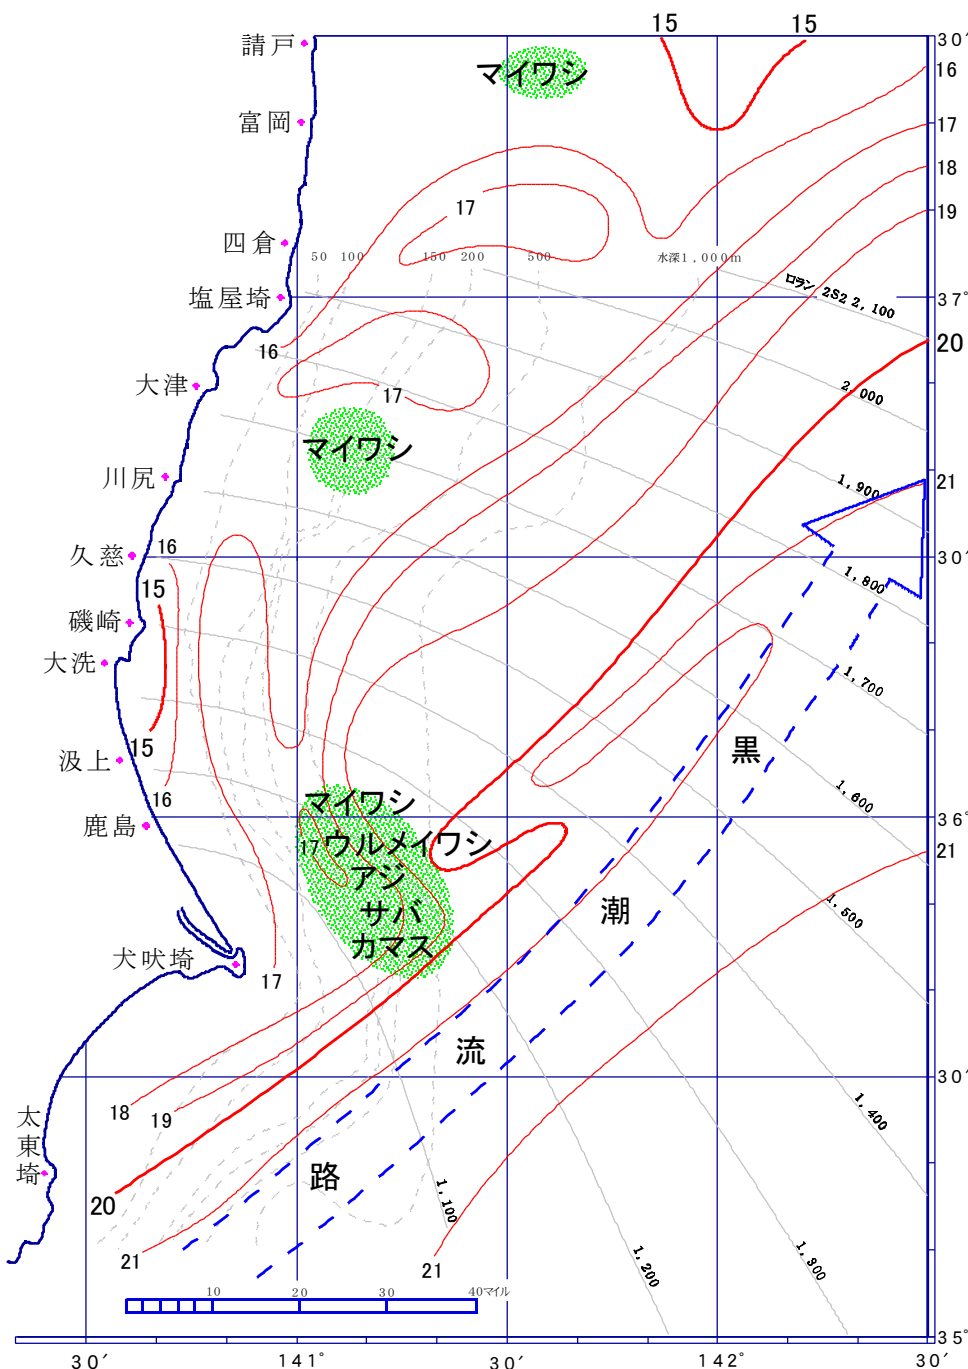 15
15
請戸
マイワシ
30′
16
富岡
17
18
17
19
四倉
50 100 150 200 500 水深1,000m
ロラン 2S2 2,100
塩屋埼
37°
16
20
大津
17
2,000
マイワシ
川尻
1,900
21
久慈
16
30′
15
1,800
磯崎
大洗
1,700
15
黒
汲上
16
1,600
マイワシ
鹿島
36°
17
ウルメイワシ
21
アジ
サバ
潮
1,500
カマス
犬吠埼
17
流
30′
18
19
1,400
太東埼
路
20
1,100
21
21
1,200
1,300
10 20 30 40マイル
35°
30′ 141° 30′ 142° 30′